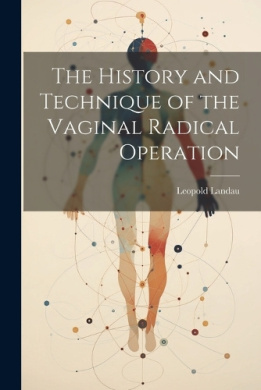 The History and
Technique of the
Vaginal Radical
Operation
Leopold Landau